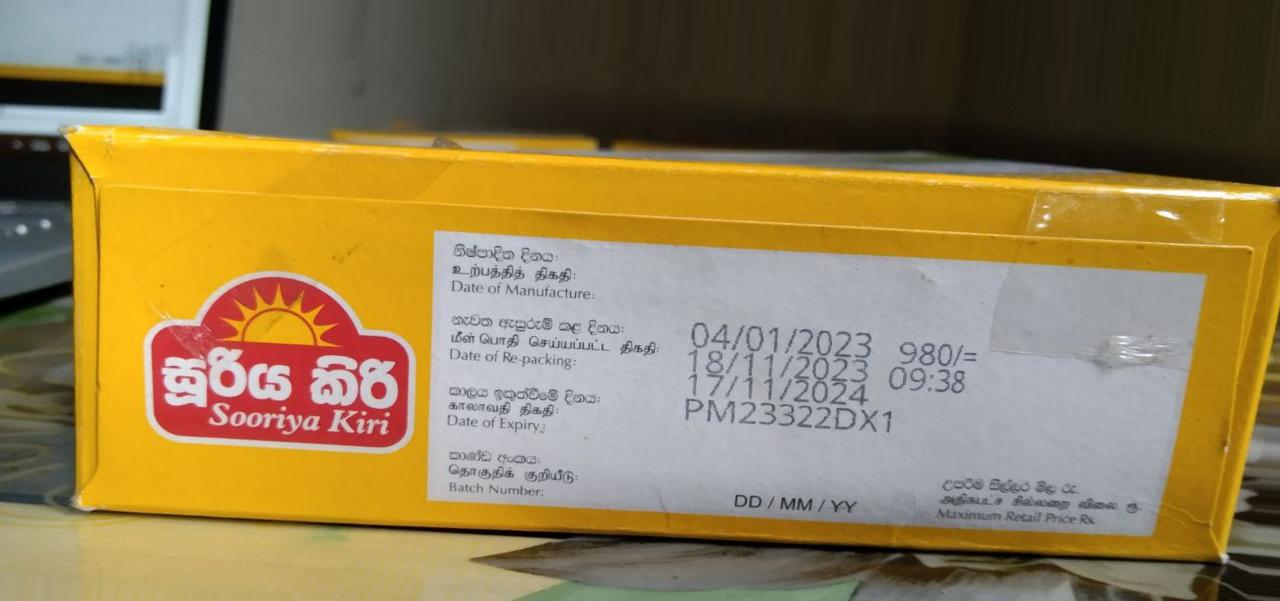 සූරිය කිරි
Sooriya Kiri
නිෂ්පාදිත දිනය:
உற்பத்தித் திகதி:
Date of Manufacture:
නැවත ඇසුරුම් කළ දිනය:
மீள் பொதி செய்யப்பட்ட திகதி:
Date of Re-packing:
කාලය ඉකුත්වීමේ දිනය:
காலாவதி திகதி:
Date of Expiry:
කාණ්ඩ අංකය:
தொகுதிக் குறியீடு:
Batch Number:
04/01/2023 980/=
18/11/2023 09:38
17/11/2024
PM23322DX1
DD / MM / YY
උපරිම සිල්ලර මිල රු.
அதிகபட்ச சில்லறை விலை ரூ.
Maximum Retail Price Rs.